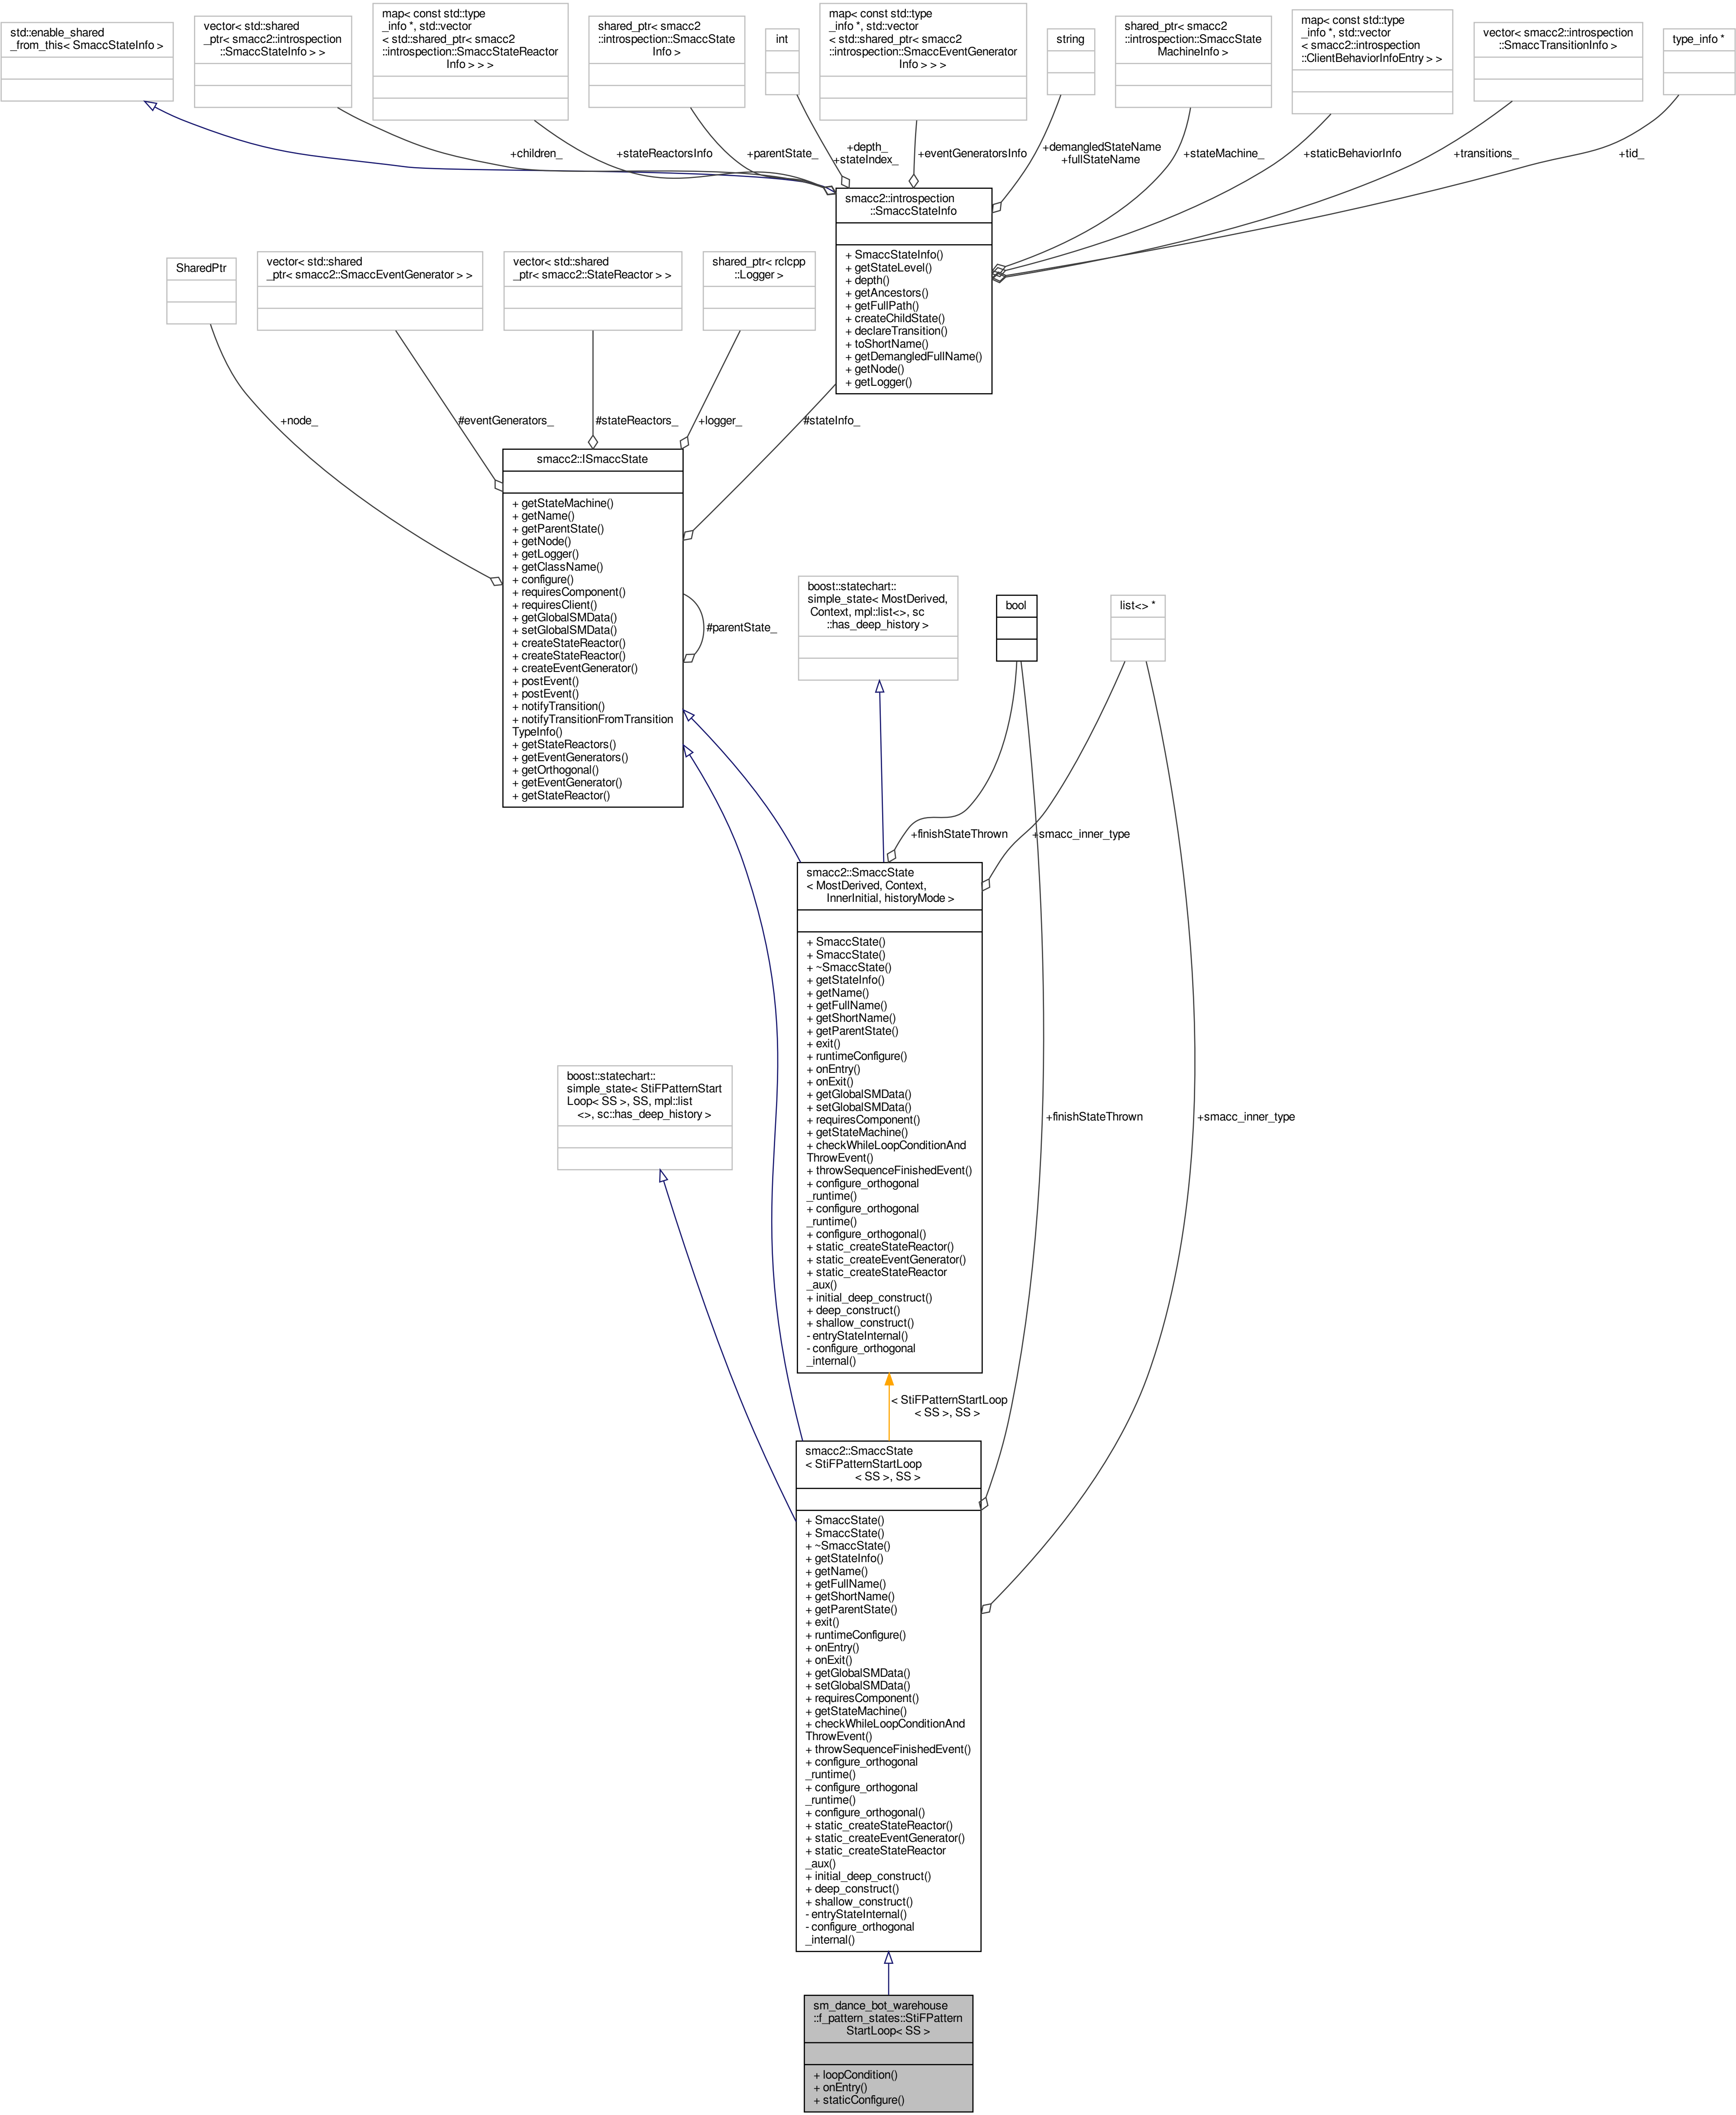 std::enable_shared
_from_this< SmaccStateInfo >
vector< std::shared
_ptr< smacc2::introspection
::SmaccStateInfo > >
map< const std::type
_info *, std::vector
< std::shared_ptr< smacc2
::introspection::SmaccStateReactor
Info > > >
shared_ptr< smacc2
::introspection::SmaccState
Info >
int
map< const std::type
_info *, std::vector
< std::shared_ptr< smacc2
::introspection::SmaccEventGenerator
Info > > >
string
shared_ptr< smacc2
::introspection::SmaccState
MachineInfo >
map< const std::type
_info *, std::vector
< smacc2::introspection
::ClientBehaviorInfoEntry > >
vector< smacc2::introspection
::SmaccTransitionInfo >
type_info *
+children_
+stateReactorsInfo
+parentState_
+depth_
+stateIndex_
+eventGeneratorsInfo
+demangledStateName
+fullStateName
+stateMachine_
+staticBehaviorInfo
+transitions_
+tid_
smacc2::introspection
::SmaccStateInfo
+ SmaccStateInfo()
+ getStateLevel()
+ depth()
+ getAncestors()
+ getFullPath()
+ createChildState()
+ declareTransition()
+ toShortName()
+ getDemangledFullName()
+ getNode()
+ getLogger()
SharedPtr
vector< std::shared
_ptr< smacc2::SmaccEventGenerator > >
vector< std::shared
_ptr< smacc2::StateReactor > >
shared_ptr< rclcpp
::Logger >
+node_
#eventGenerators_
#stateReactors_
+logger_
#stateInfo_
smacc2::ISmaccState
+ getStateMachine()
+ getName()
+ getParentState()
+ getNode()
+ getLogger()
+ getClassName()
+ configure()
+ requiresComponent()
+ requiresClient()
+ getGlobalSMData()
+ setGlobalSMData()
+ createStateReactor()
+ createStateReactor()
+ createEventGenerator()
+ postEvent()
+ postEvent()
+ notifyTransition()
+ notifyTransitionFromTransition
TypeInfo()
+ getStateReactors()
+ getEventGenerators()
+ getOrthogonal()
+ getEventGenerator()
+ getStateReactor()
#parentState_
boost::statechart::
simple_state< MostDerived,
Context, mpl::list<>, sc
::has_deep_history >
bool
list<> *
+finishStateThrown
+smacc_inner_type
smacc2::SmaccState
< MostDerived, Context,
InnerInitial, historyMode >
+ SmaccState()
+ SmaccState()
+ ~SmaccState()
+ getStateInfo()
+ getName()
+ getFullName()
+ getShortName()
+ getParentState()
+ exit()
+ runtimeConfigure()
+ onEntry()
+ onExit()
+ getGlobalSMData()
+ setGlobalSMData()
+ requiresComponent()
+ getStateMachine()
+ checkWhileLoopConditionAnd
ThrowEvent()
+ throwSequenceFinishedEvent()
+ configure_orthogonal
_runtime()
+ configure_orthogonal
_runtime()
+ configure_orthogonal()
+ static_createStateReactor()
+ static_createEventGenerator()
+ static_createStateReactor
_aux()
+ initial_deep_construct()
+ deep_construct()
+ shallow_construct()
- entryStateInternal()
- configure_orthogonal
_internal()
boost::statechart::
simple_state< StiFPatternStart
Loop< SS >, SS, mpl::list
<>, sc::has_deep_history >
+finishStateThrown
+smacc_inner_type
< StiFPatternStartLoop
< SS >, SS >
smacc2::SmaccState
< StiFPatternStartLoop
< SS >, SS >
+ SmaccState()
+ SmaccState()
+ ~SmaccState()
+ getStateInfo()
+ getName()
+ getFullName()
+ getShortName()
+ getParentState()
+ exit()
+ runtimeConfigure()
+ onEntry()
+ onExit()
+ getGlobalSMData()
+ setGlobalSMData()
+ requiresComponent()
+ getStateMachine()
+ checkWhileLoopConditionAnd
ThrowEvent()
+ throwSequenceFinishedEvent()
+ configure_orthogonal
_runtime()
+ configure_orthogonal
_runtime()
+ configure_orthogonal()
+ static_createStateReactor()
+ static_createEventGenerator()
+ static_createStateReactor
_aux()
+ initial_deep_construct()
+ deep_construct()
+ shallow_construct()
- entryStateInternal()
- configure_orthogonal
_internal()
sm_dance_bot_warehouse
::f_pattern_states::StiFPattern
StartLoop< SS >
+ loopCondition()
+ onEntry()
+ staticConfigure()